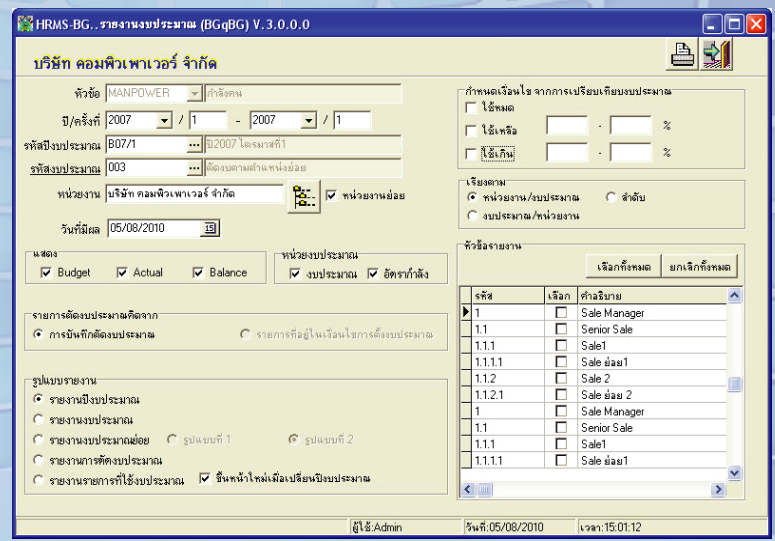 HRMS-BG..รายงานงบประมาณ (BGqBG) V.3.0.0.0
บริษัท คอมพิวเพาเวอร์ จำกัด
หัวข้อ MANPOWER กำลังคน
ปี/ครั้งที่ 2007 / 1 - 2007 / 1
รหัสปีงบประมาณ B07/1 ... ปี2007 ไตรมาสที่1
รหัสงบประมาณ 003 ... ตัดงบตามตำแหน่งย่อย
หน่วยงาน บริษัท คอมพิวเพาเวอร์ จำกัด หน่วยงานย่อย
วันที่มีผล 05/08/2010 15
แสดง
Budget Actual Balance
หน่วยงบประมาณ
งบประมาณ อัตรากำลัง
รายการตัดงบประมาณคิดจาก
การบันทึกตัดงบประมาณ รายการที่อยู่ในเงื่อนไขการตั้งงบประมาณ
รูปแบบรายงาน
รายงานปีงบประมาณ
รายงานงบประมาณ
รายงานงบประมาณย่อย รูปแบบที่ 1 รูปแบบที่ 2
รายงานการตัดงบประมาณ
รายงานรายการที่ใช้งบประมาณ ขึ้นหน้าใหม่เมื่อเปลี่ยนปีงบประมาณ
กำหนดเงื่อนไข จากการเปรียบเทียบงบประมาณ
ใช้หมด
ใช้เหลือ - %
ใช้เกิน - %
เรียงตาม
หน่วยงาน/งบประมาณ ลำดับ
งบประมาณ/หน่วยงาน
หัวข้อรายงาน
เลือกทั้งหมด ยกเลิกทั้งหมด
รหัส เลือก คำอธิบาย
1 Sale Manager
1.1 Senior Sale
1.1.1 Sale1
1.1.1.1 Sale ย่อย1
1.1.2 Sale 2
1.1.2.1 Sale ย่อย 2
1 Sale Manager
1.1 Senior Sale
1.1.1 Sale1
1.1.1.1 Sale ย่อย1
ผู้ใช้:Admin วันที่:05/08/2010 เวลา:15:01:12